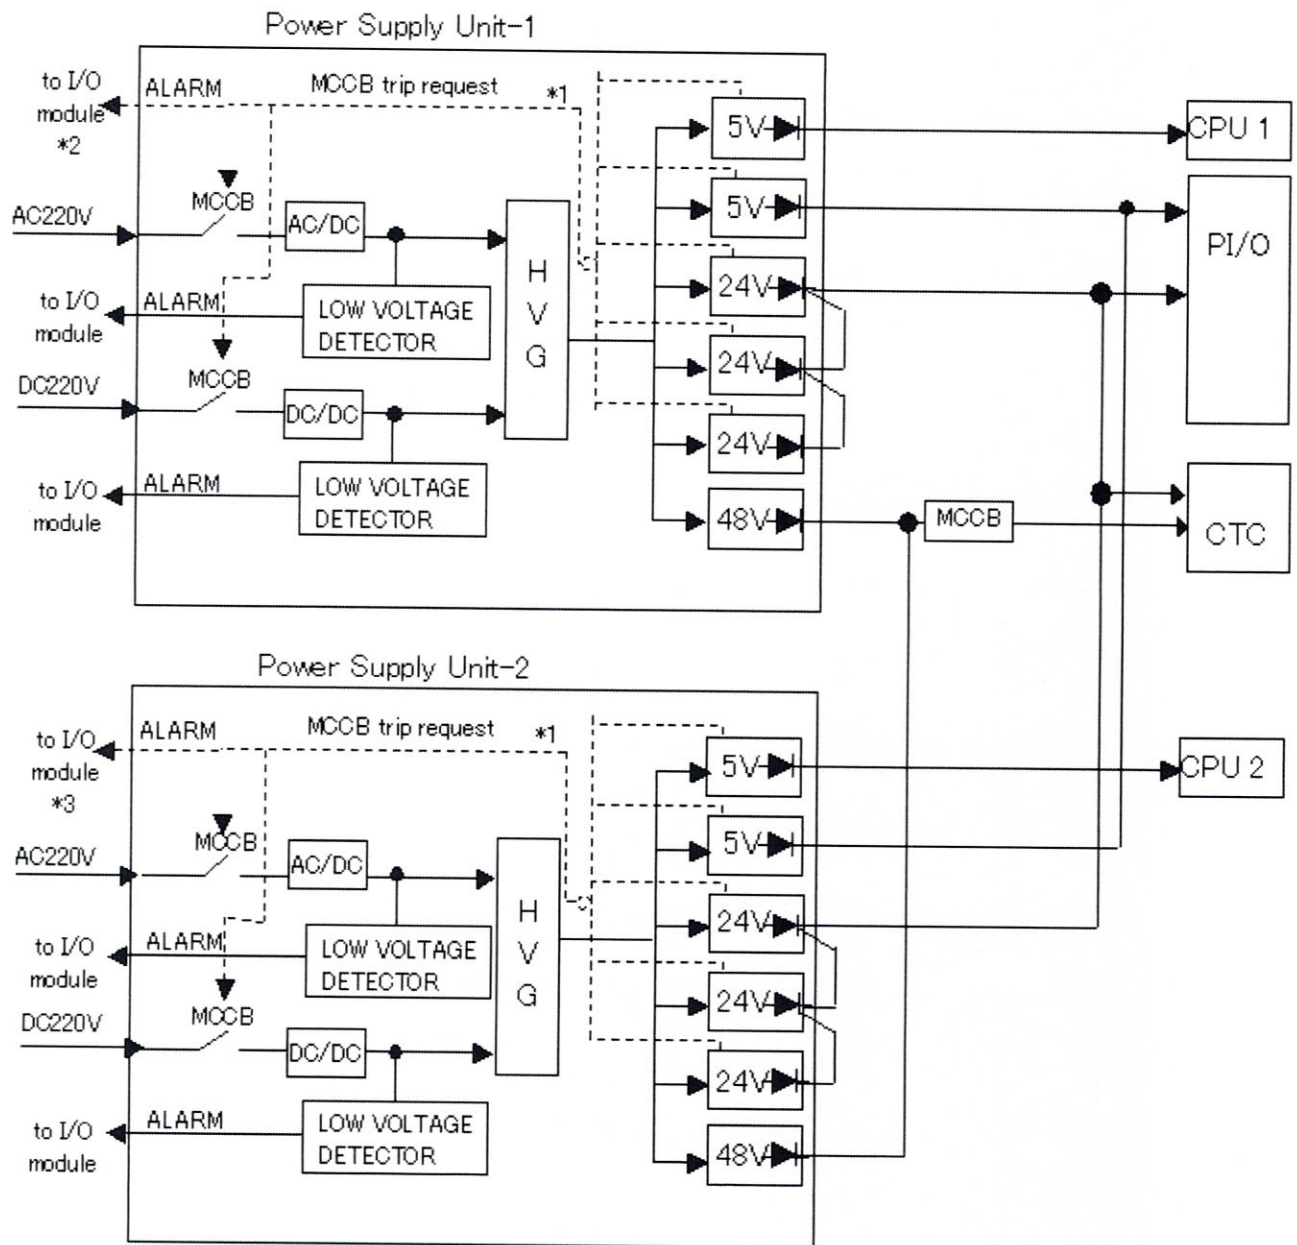 Power Supply Unit-1
to I/O
module
*2
ALARM
MCCB trip request
*1
5V
CPU 1
MCCB
5V
PI/O
AC220V
AC/DC
H
V
G
24V
to I/O
module
ALARM
LOW VOLTAGE
DETECTOR
24V
DC220V
MCCB
DC/DC
24V
to I/O
module
ALARM
LOW VOLTAGE
DETECTOR
48V
MCCB
CTC
Power Supply Unit-2
to I/O
module
*3
ALARM
MCCB trip request
*1
5V
CPU 2
MCCB
5V
AC220V
AC/DC
H
V
G
24V
to I/O
module
ALARM
LOW VOLTAGE
DETECTOR
24V
DC220V
MCCB
DC/DC
24V
to I/O
module
ALARM
LOW VOLTAGE
DETECTOR
48V